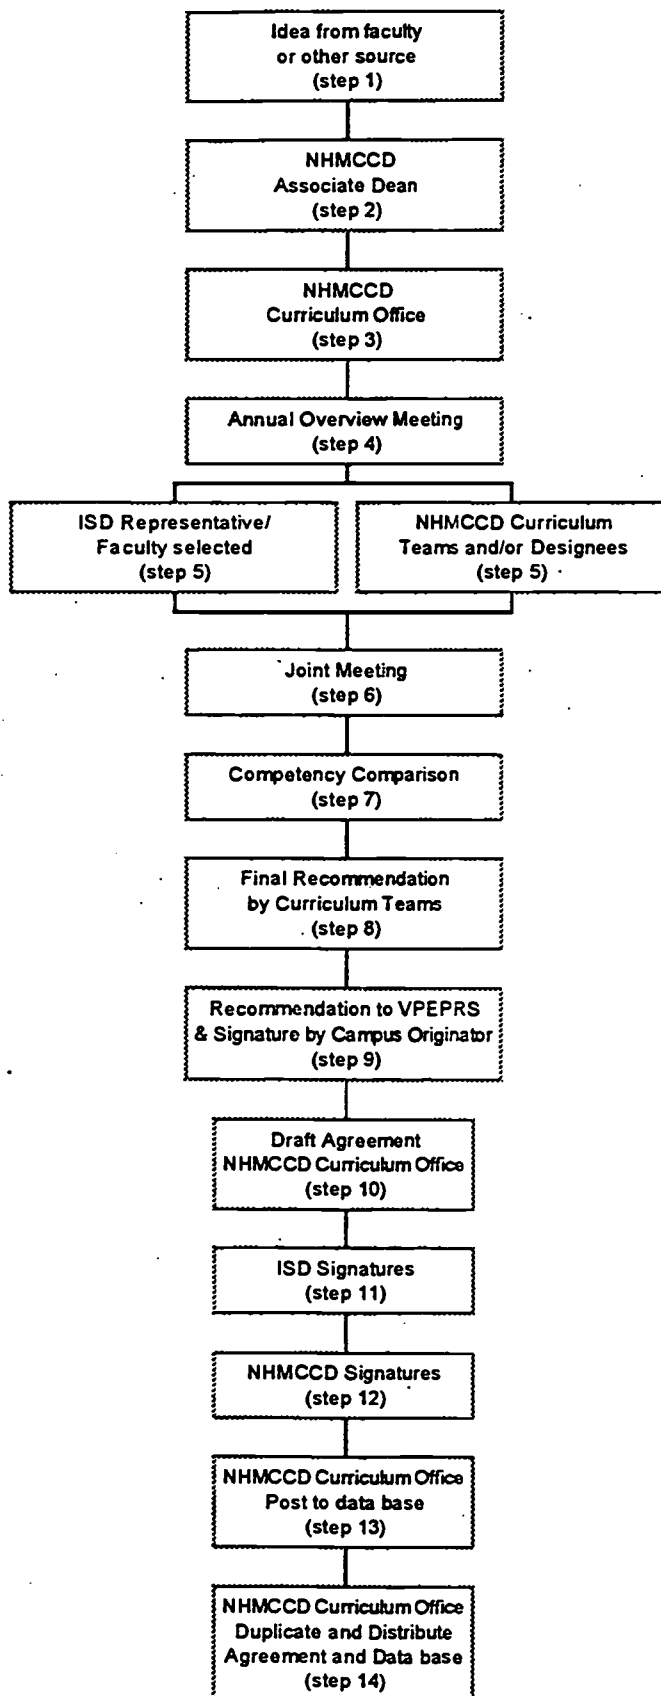 Idea from faculty
or other source
(step 1)
NHMCCD
Associate Dean
(step 2)
NHMCCD
Curriculum Office
(step 3)
Annual Overview Meeting
(step 4)
ISD Representative/
Faculty selected
(step 5)
NHMCCD Curriculum
Teams and/or Designees
(step 5)
Joint Meeting
(step 6)
Competency Comparison
(step 7)
Final Recommendation
by Curriculum Teams
(step 8)
Recommendation to VPEPRS
& Signature by Campus Originator
(step 9)
Draft Agreement
NHMCCD Curriculum Office
(step 10)
ISD Signatures
(step 11)
NHMCCD Signatures
(step 12)
NHMCCD Curriculum Office
Post to data base
(step 13)
NHMCCD Curriculum Office
Duplicate and Distribute
Agreement and Data base
(step 14)